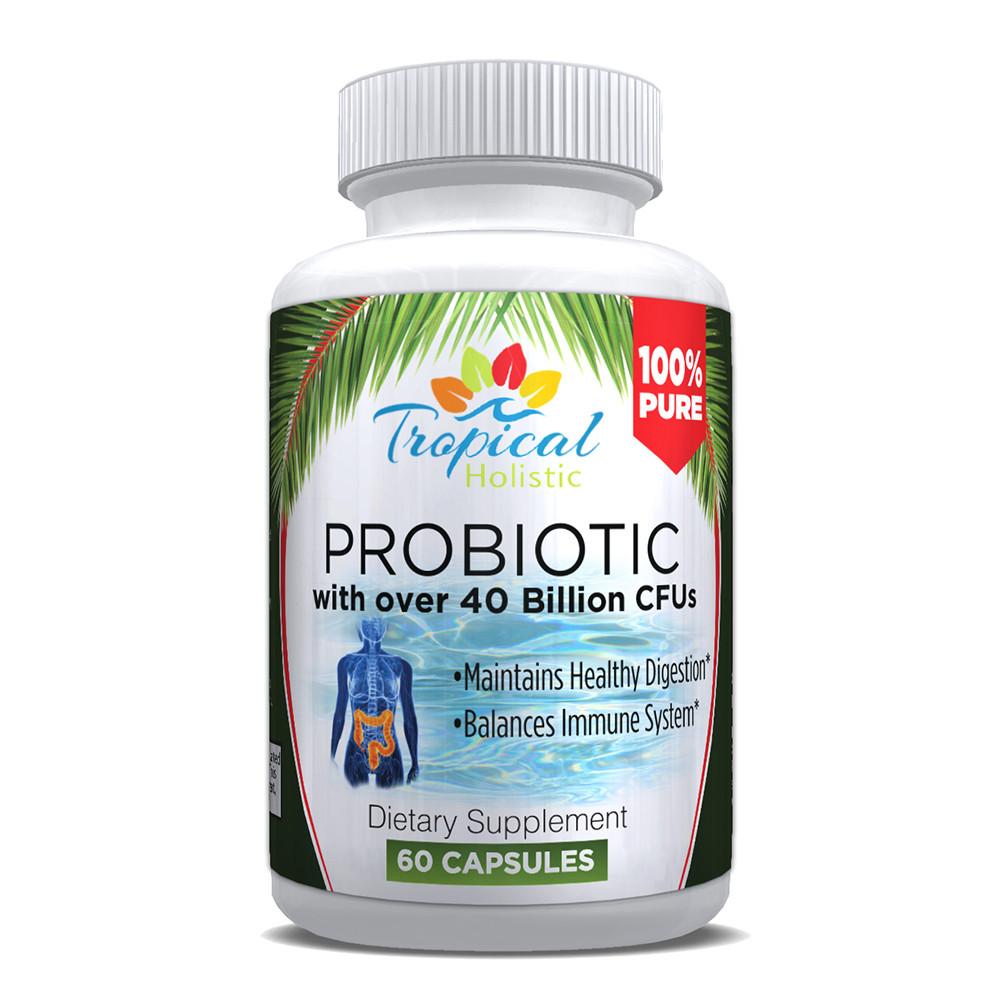 100%
PURE
Tropical
Holistic
PROBIOTIC
with over 40 Billion CFUs
•Maintains Healthy Digestion*
•Balances Immune System*
Dietary Supplement
60 CAPSULES